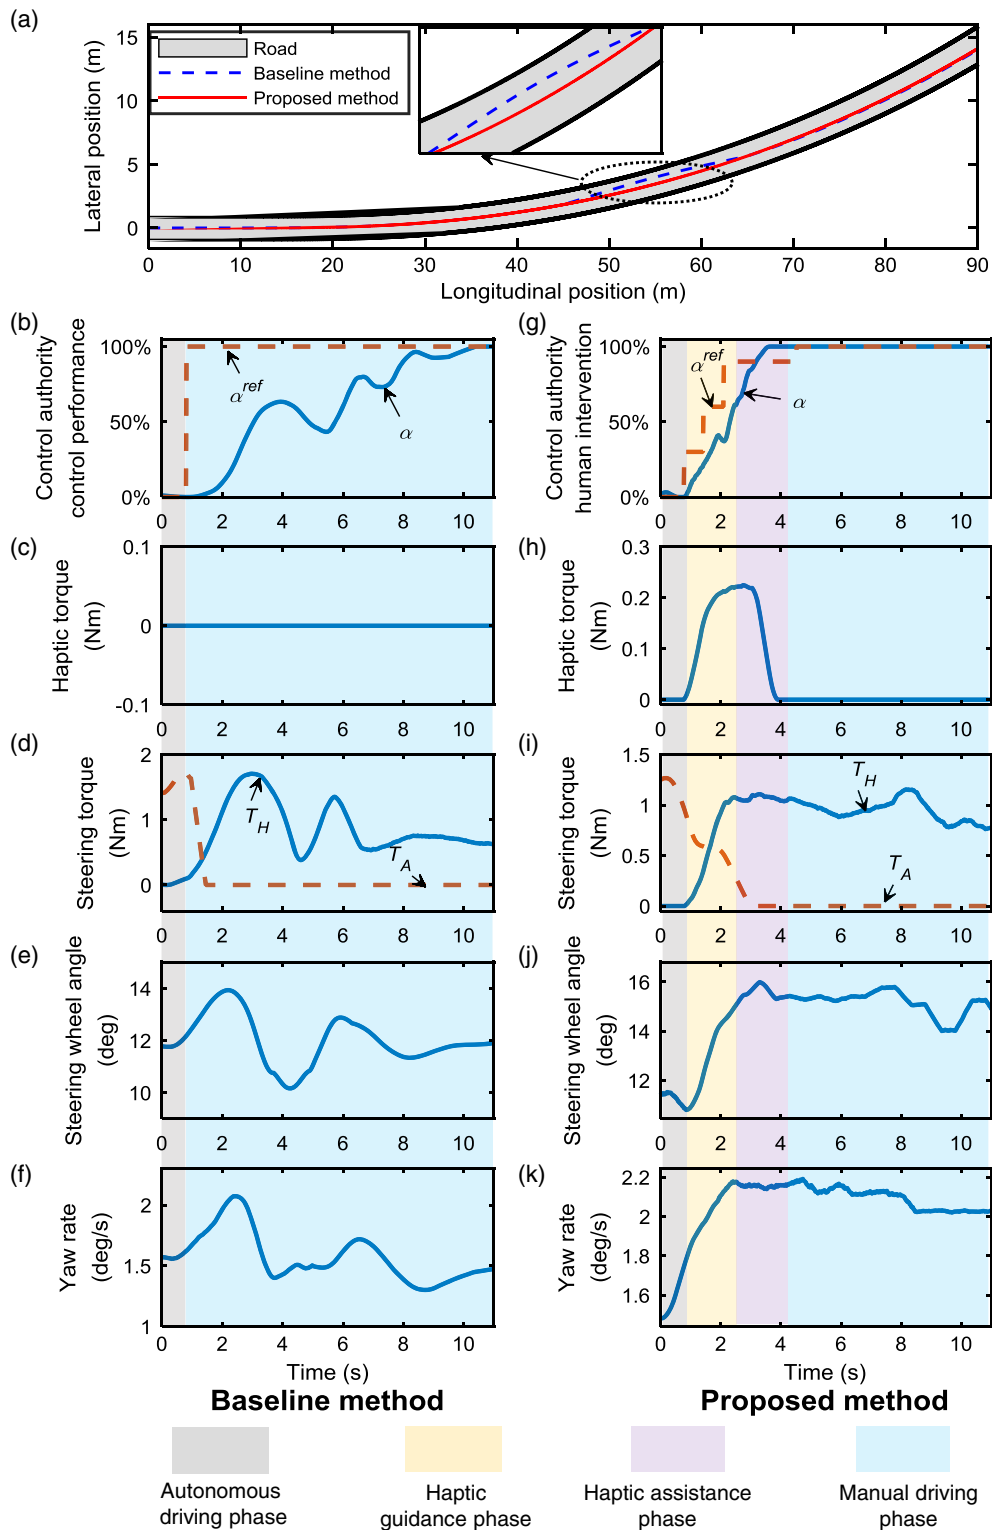 (a)
Lateral position (m)
15
10
5
0
Road
Baseline method
Proposed method
0 10 20 30 40 50 60 70 80 90
Longitudinal position (m)
(b)
Control authority
control performance
100%
50%
0%
α^ref
α
0 2 4 6 8 10
(c)
Haptic torque
(Nm)
0.1
0
-0.1
0 2 4 6 8 10
(d)
Steering torque
(Nm)
2
1
0
T_H
T_A
0 2 4 6 8 10
(e)
Steering wheel angle
(deg)
14
12
10
0 2 4 6 8 10
(f)
Yaw rate
(deg/s)
2
1.5
1
0 2 4 6 8 10
Time (s)
Baseline method
(g)
Control authority
human intervention
100%
50%
0%
α^ref
α
0 2 4 6 8 10
(h)
Haptic torque
(Nm)
0.3
0.2
0.1
0
0 2 4 6 8 10
(i)
Steering torque
(Nm)
1.5
1
0.5
0
T_H
T_A
0 2 4 6 8 10
(j)
Steering wheel angle
(deg)
16
14
12
0 2 4 6 8 10
(k)
Yaw rate
(deg/s)
2.2
2
1.8
1.6
0 2 4 6 8 10
Time (s)
Proposed method
Autonomous
driving phase
Haptic
guidance phase
Haptic assistance
phase
Manual driving
phase